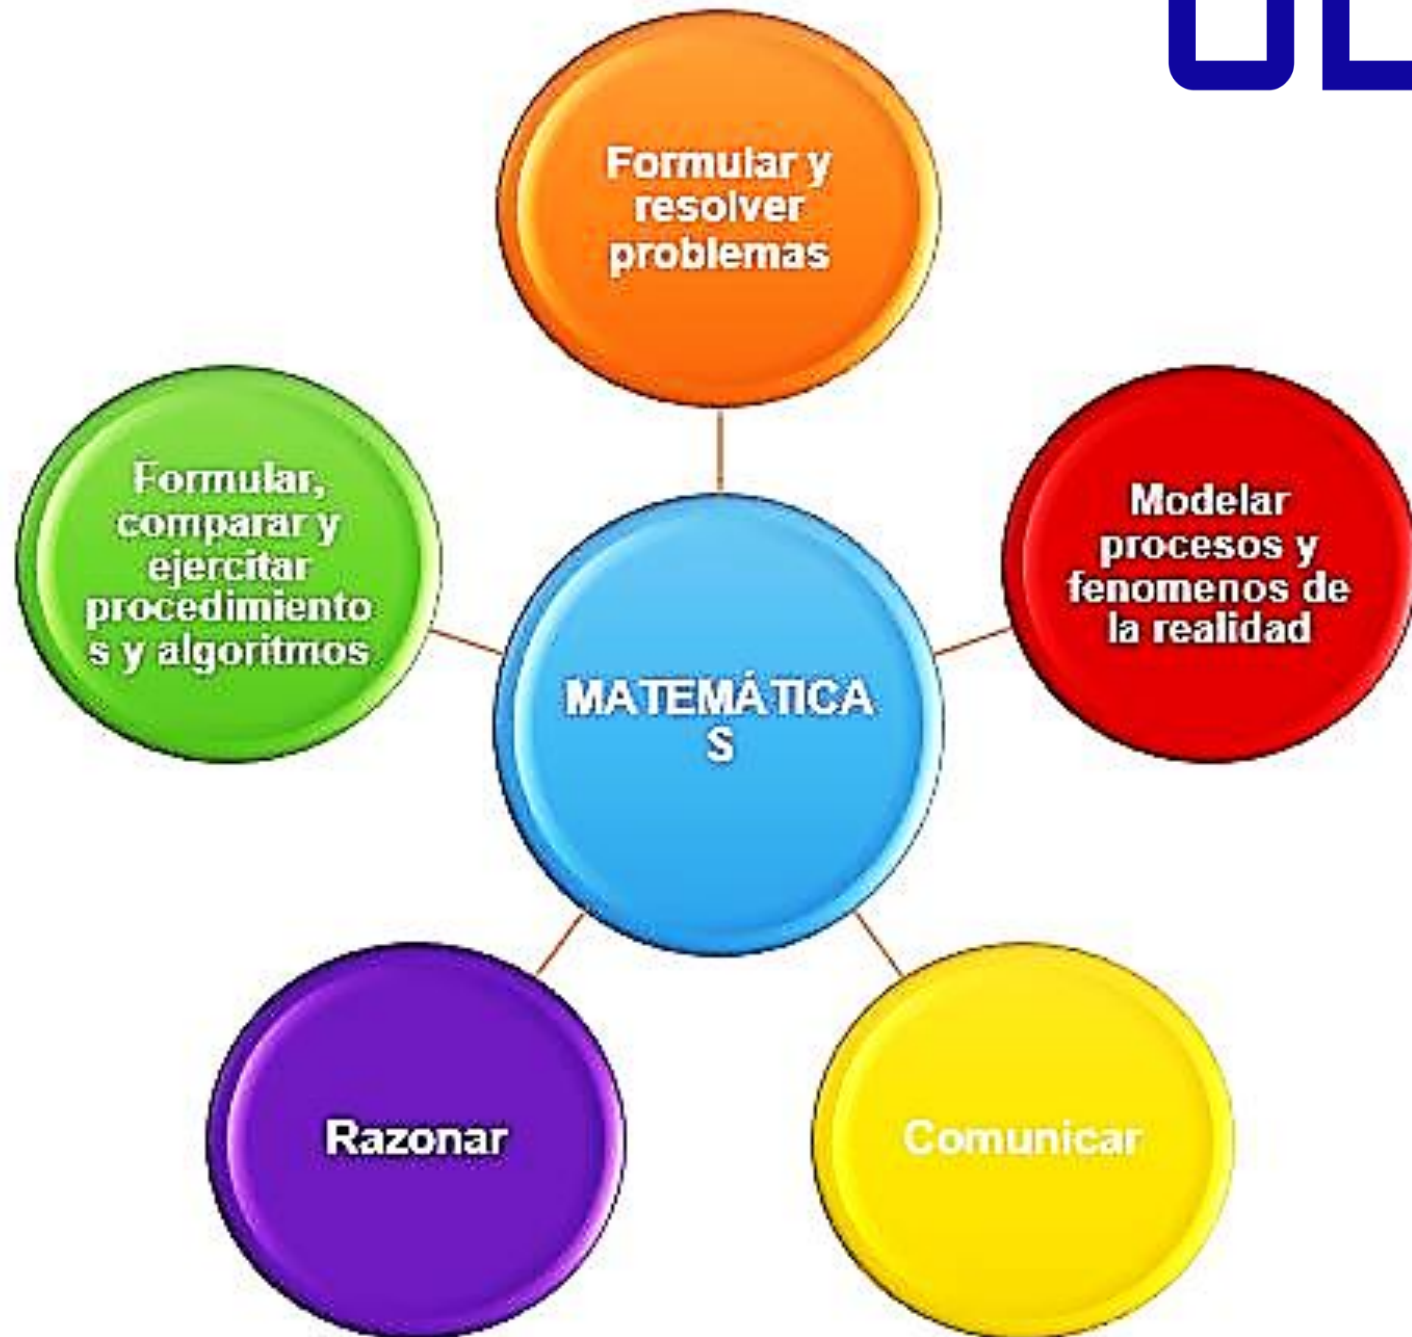 Formular y
resolver
problemas
Formular,
comparar y
ejercitar
procedimiento
s y algoritmos
Modelar
procesos y
fenomenos de
la realidad
MATEMÁTICA
S
Razonar
Comunicar